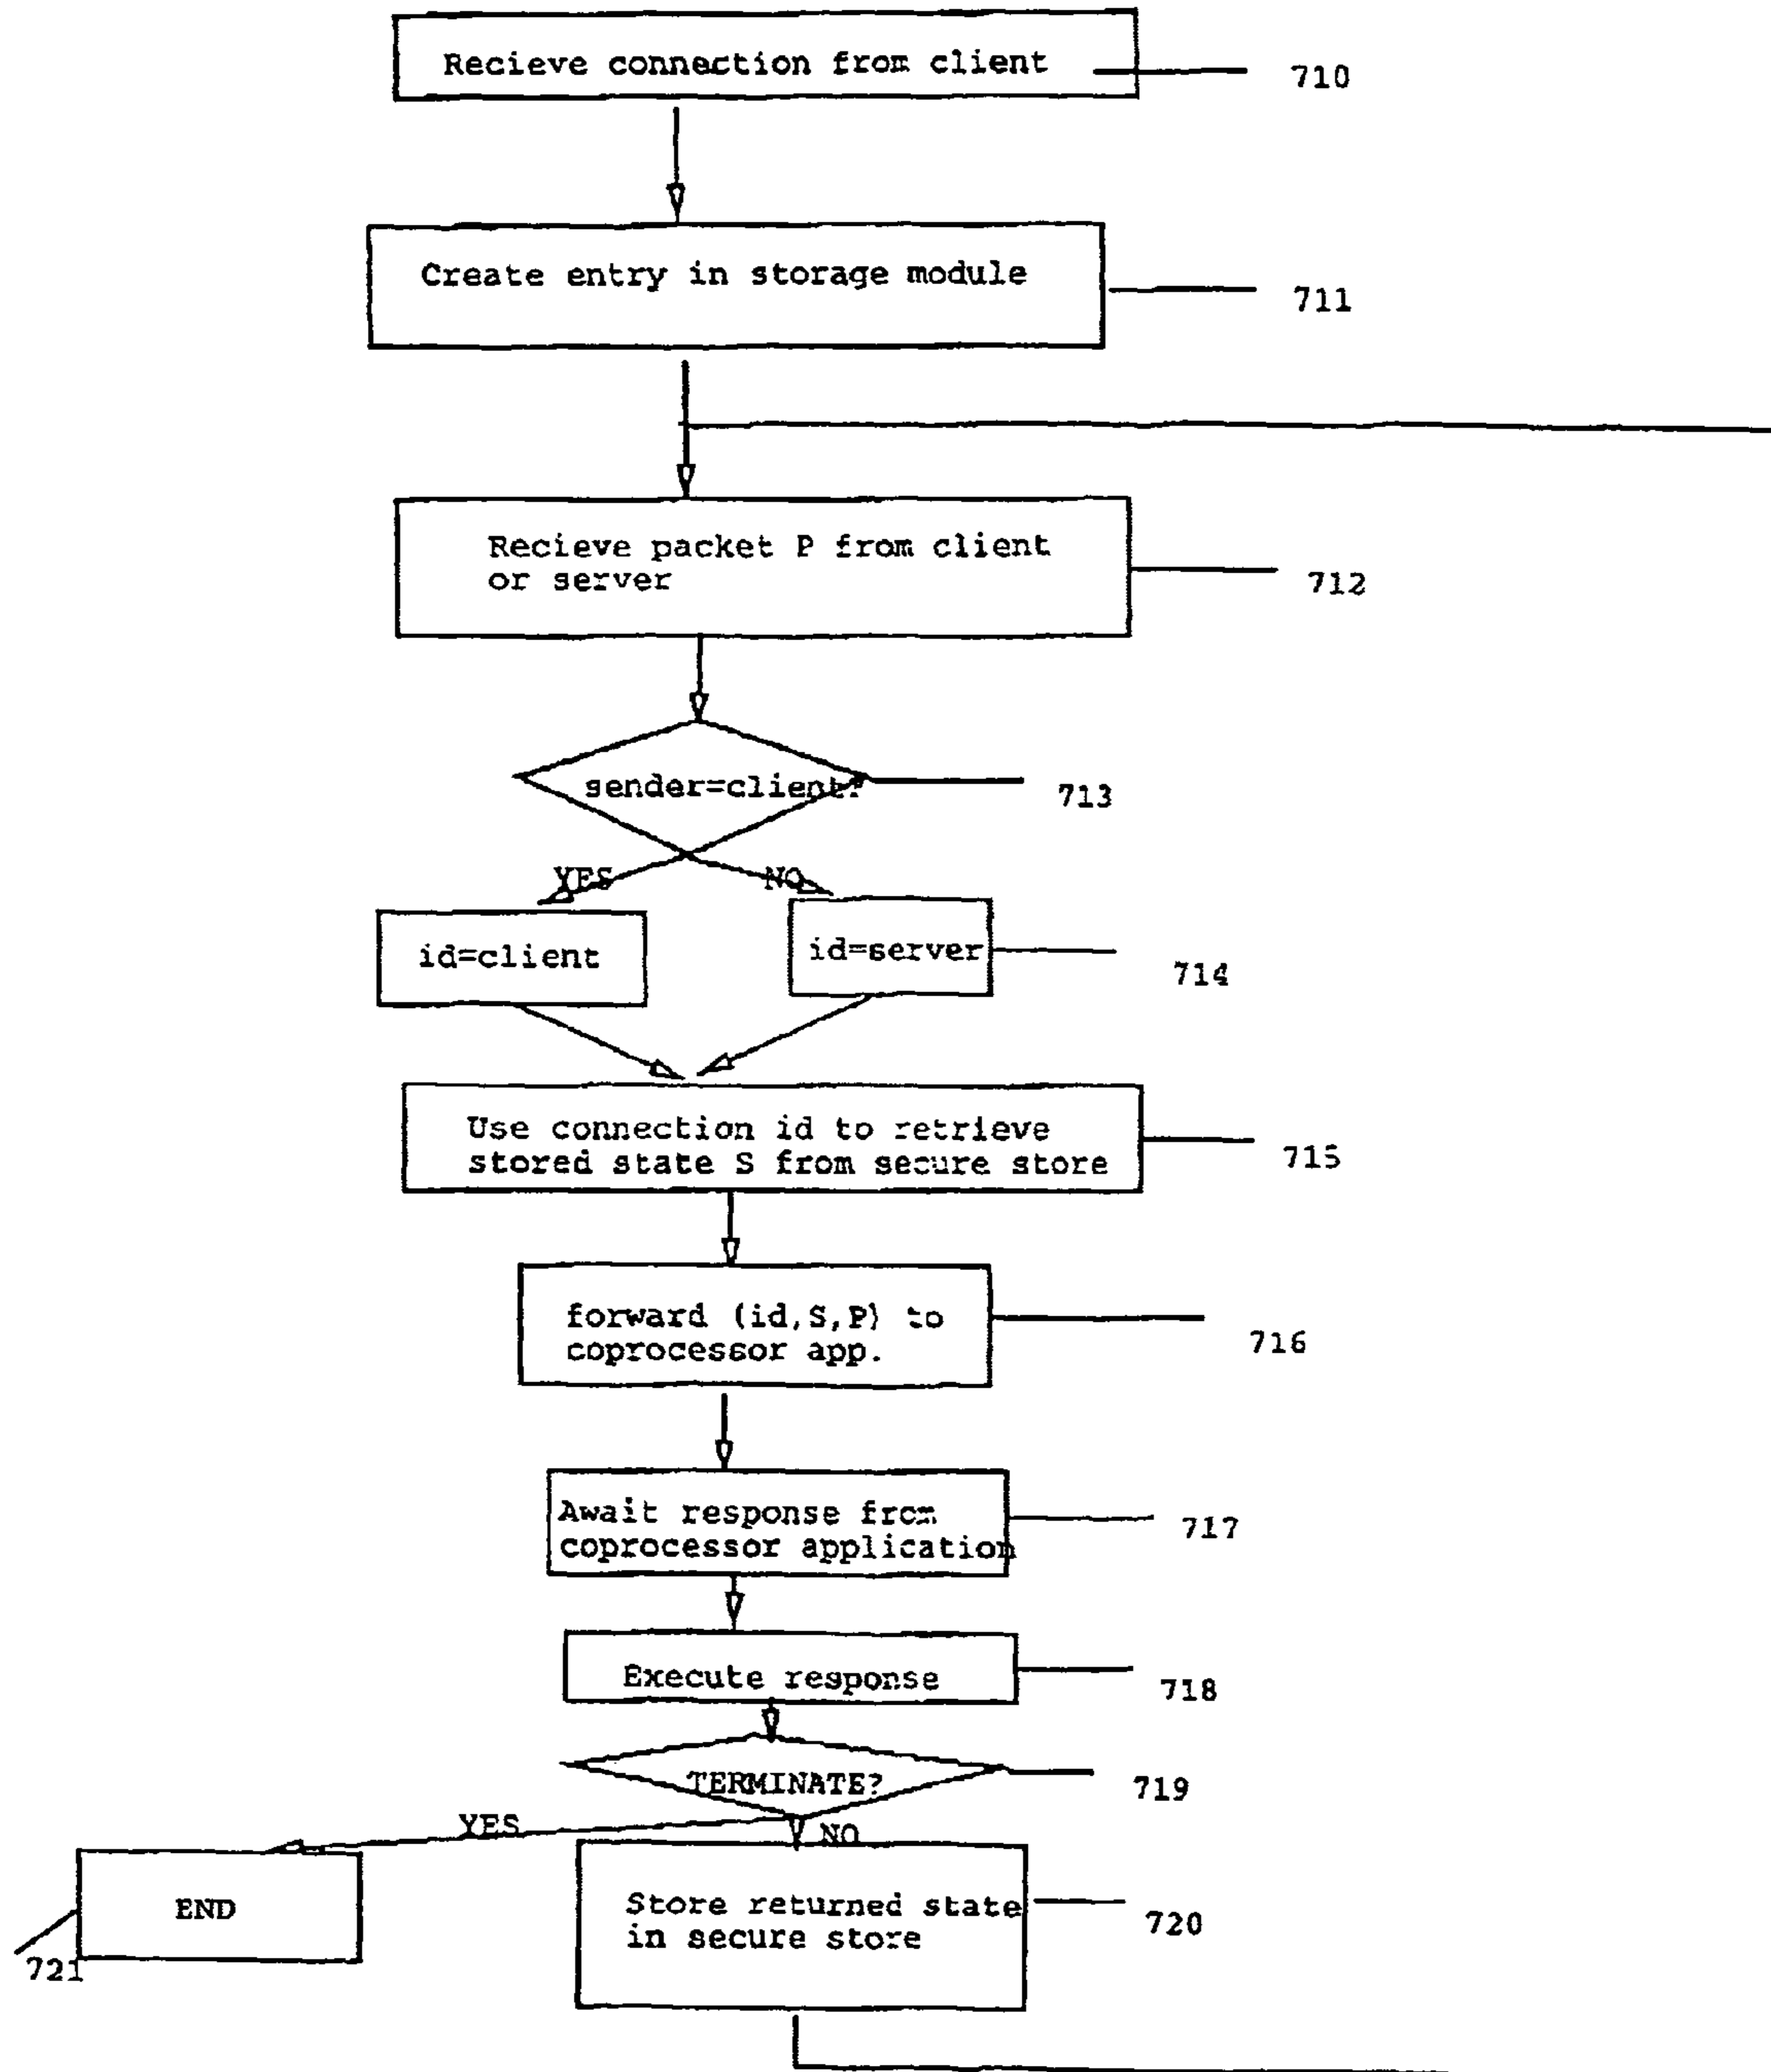 Recieve connection from client
710
Create entry in storage module
711
Recieve packet P from client
or server
712
sender=client?
713
YES
NO
id=client
id=server
714
Use connection id to retrieve
stored state S from secure store
715
forward (id,S,P) to
coprocessor app.
716
Await response from
coprocessor application
717
Execute response
718
TERMINATE?
719
YES
NO
END
721
Store returned state
in secure store
720